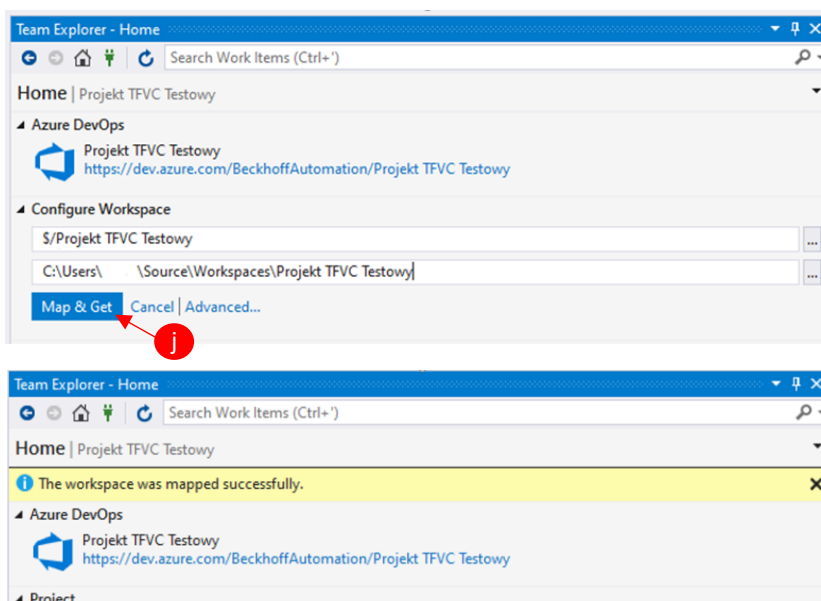 Team Explorer - Home
Search Work Items (Ctrl+')
Home | Projekt TFVC Testowy
Azure DevOps
Projekt TFVC Testowy
https://dev.azure.com/BeckhoffAutomation/Projekt TFVC Testowy
Configure Workspace
$/Projekt TFVC Testowy
...
C:\Users\ \Source\Workspaces\Projekt TFVC Testowy
...
Map & Get Cancel | Advanced...
j
Team Explorer - Home
Search Work Items (Ctrl+')
Home | Projekt TFVC Testowy
The workspace was mapped successfully.
Azure DevOps
Projekt TFVC Testowy
https://dev.azure.com/BeckhoffAutomation/Projekt TFVC Testowy
Project